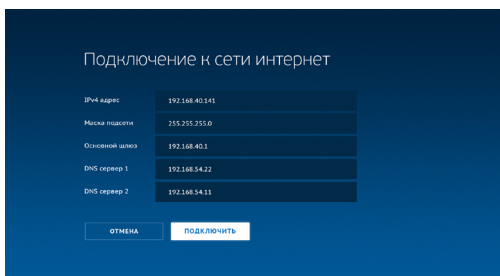 Подключение к сети интернет
IPv4 адрес 192.168.40.141
Маска подсети 255.255.255.0
Основной шлюз 192.168.40.1
DNS сервер 1 192.168.54.22
DNS сервер 2 192.168.54.11
ОТМЕНА ПОДКЛЮЧИТЬ